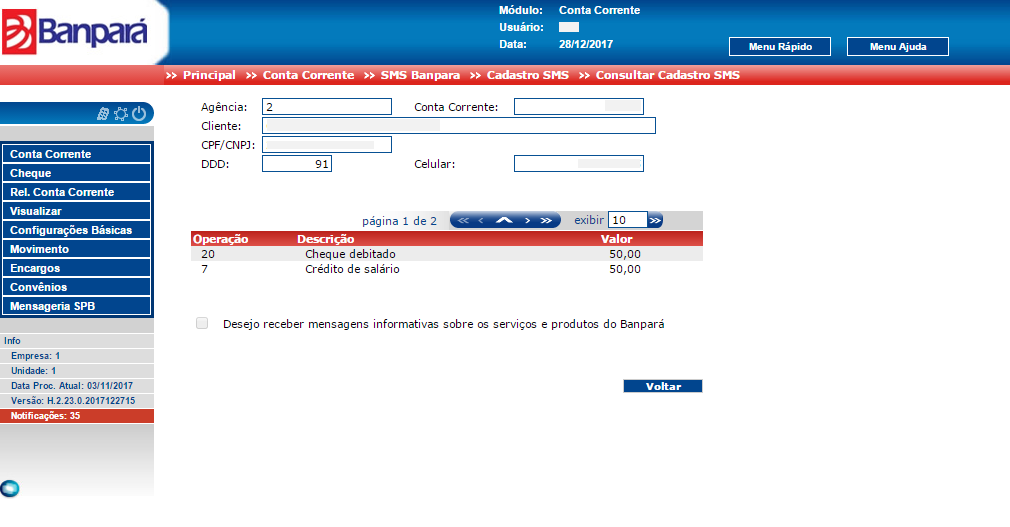 Banpará
Módulo: Conta Corrente
Usuário:
Data: 28/12/2017
Menu Rápido Menu Ajuda
>> Principal >> Conta Corrente >> SMS Banpara >> Cadastro SMS >> Consultar Cadastro SMS
Conta Corrente
Cheque
Rel. Conta Corrente
Visualizar
Configurações Básicas
Movimento
Encargos
Convênios
Mensageria SPB
Info
Empresa: 1
Unidade: 1
Data Proc. Atual: 03/11/2017
Versão: H.2.23.0.2017122715
Notificações: 35
Agência: 2 Conta Corrente:
Cliente:
CPF/CNPJ:
DDD: 91 Celular:
página 1 de 2 << < > >> exibir 10 >>
Operação Descrição Valor
20 Cheque debitado 50,00
7 Crédito de salário 50,00
Desejo receber mensagens informativas sobre os serviços e produtos do Banpará
Voltar